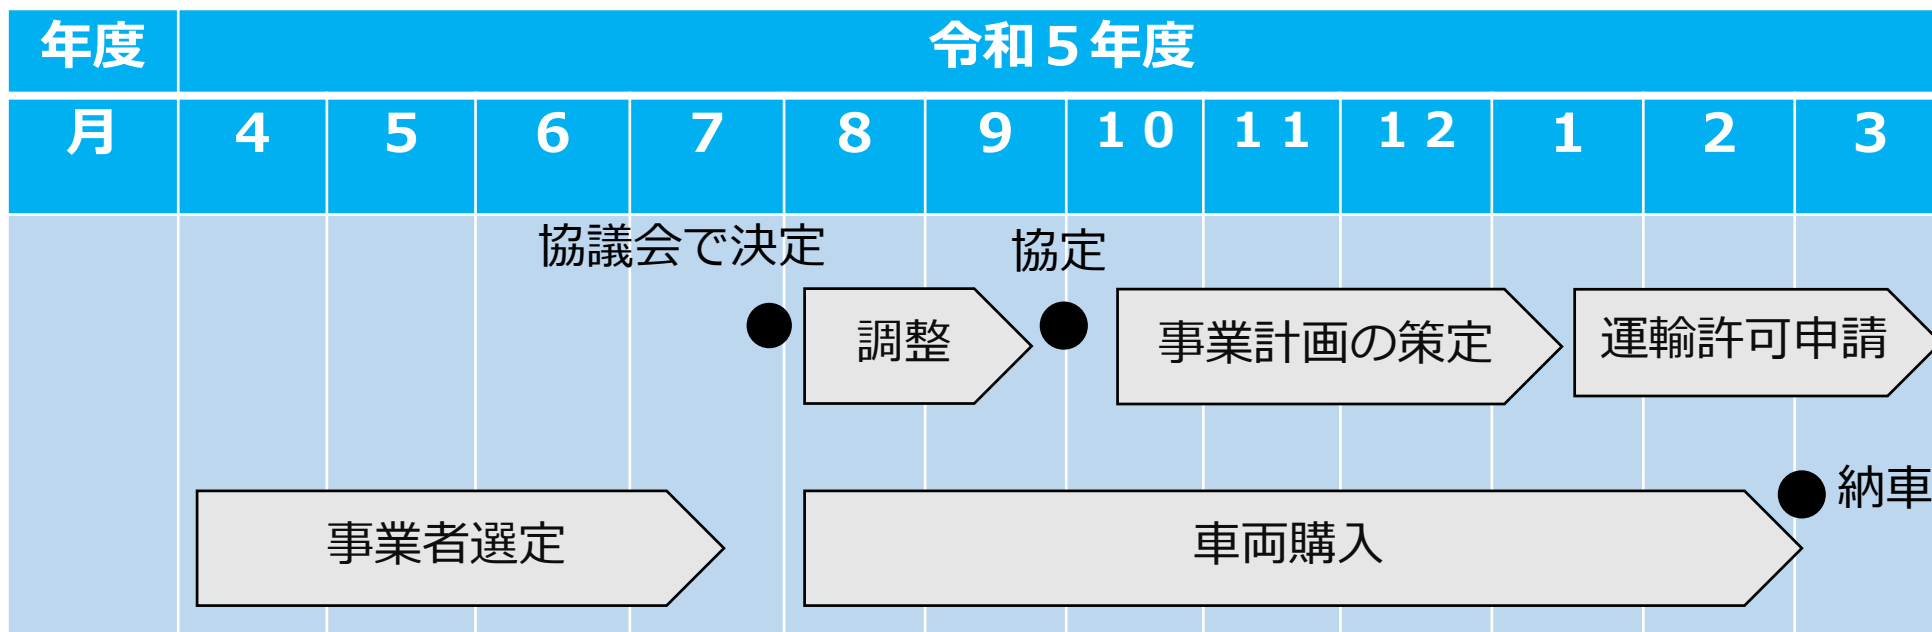 年度 令和５年度
月 4 5 6 7 8 9 １０ １１ １２ 1 2 3
協議会で決定 協定
調整 事業計画の策定 運輸許可申請
納車
事業者選定 車両購入